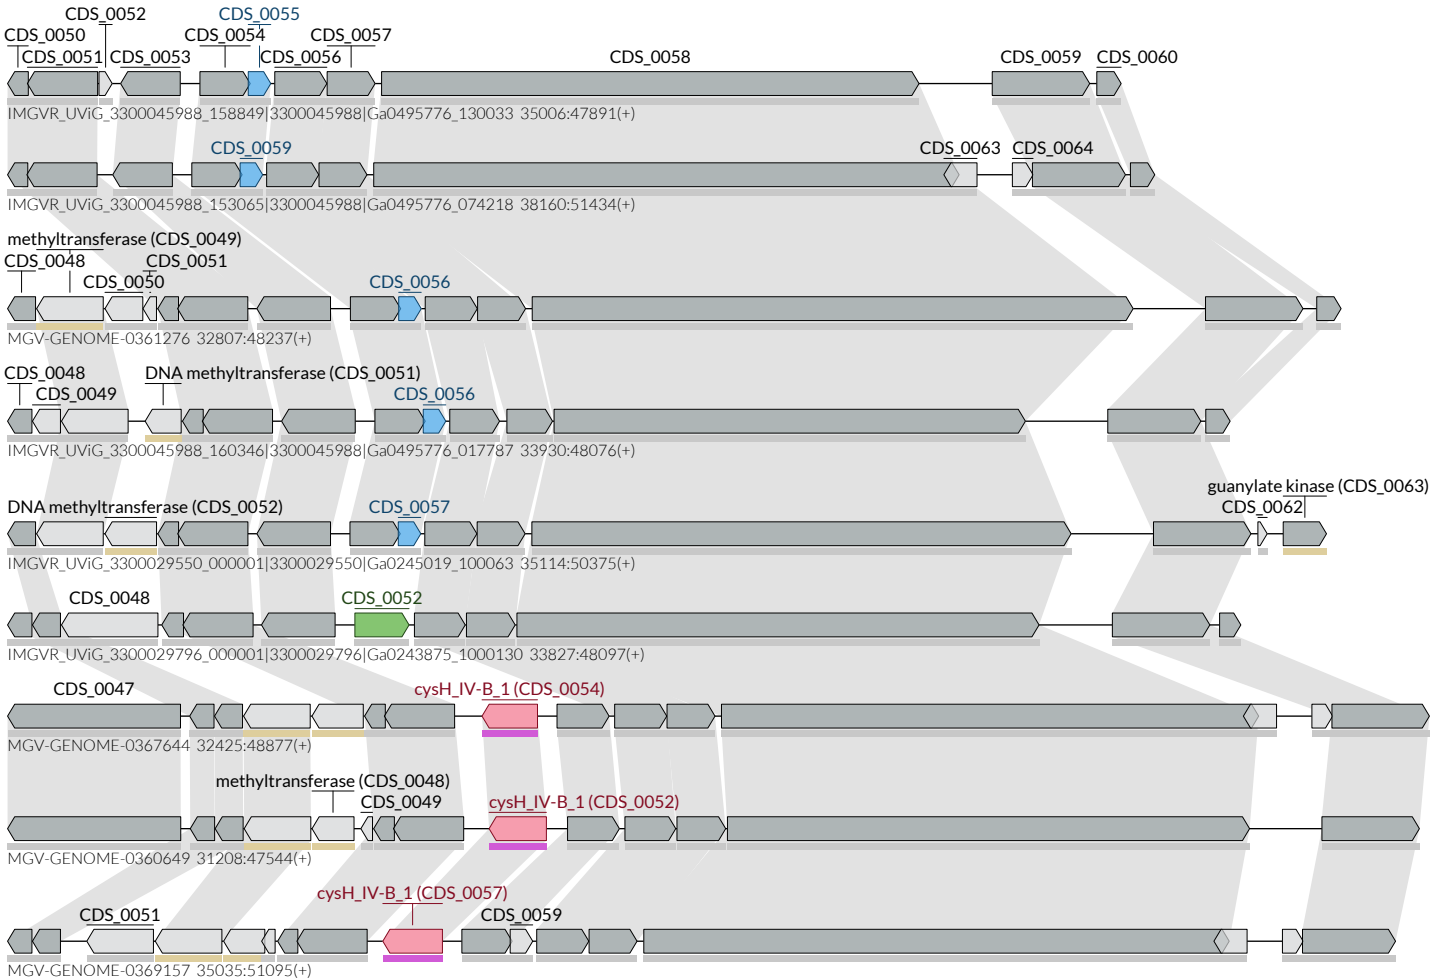 CDS_0052 CDS_0055
CDS_0050 CDS_0054 CDS_0057
CDS_0051 CDS_0053 CDS_0056 CDS_0058 CDS_0059 CDS_0060
IMGVR_UViG_3300045988_158849|3300045988|Ga0495776_130033 35006:47891(+)
CDS_0059 CDS_0063 CDS_0064
IMGVR_UViG_3300045988_153065|3300045988|Ga0495776_074218 38160:51434(+)
methyltransferase (CDS_0049)
CDS_0048 CDS_0051
CDS_0050 CDS_0056
MGV-GENOME-0361276 32807:48237(+)
CDS_0048 DNA methyltransferase (CDS_0051)
CDS_0049 CDS_0056
IMGVR_UViG_3300045988_160346|3300045988|Ga0495776_017787 33930:48076(+)
guanylate kinase (CDS_0063)
DNA methyltransferase (CDS_0052) CDS_0057 CDS_0062
IMGVR_UViG_3300029550_000001|3300029550|Ga0245019_100063 35114:50375(+)
CDS_0048 CDS_0052
IMGVR_UViG_3300029796_000001|3300029796|Ga0243875_1000130 33827:48097(+)
CDS_0047 cysH_IV-B_1 (CDS_0054)
MGV-GENOME-0367644 32425:48877(+)
methyltransferase (CDS_0048)
CDS_0049 cysH_IV-B_1 (CDS_0052)
MGV-GENOME-0360649 31208:47544(+)
cysH_IV-B_1 (CDS_0057)
CDS_0051 CDS_0059
MGV-GENOME-0369157 35035:51095(+)